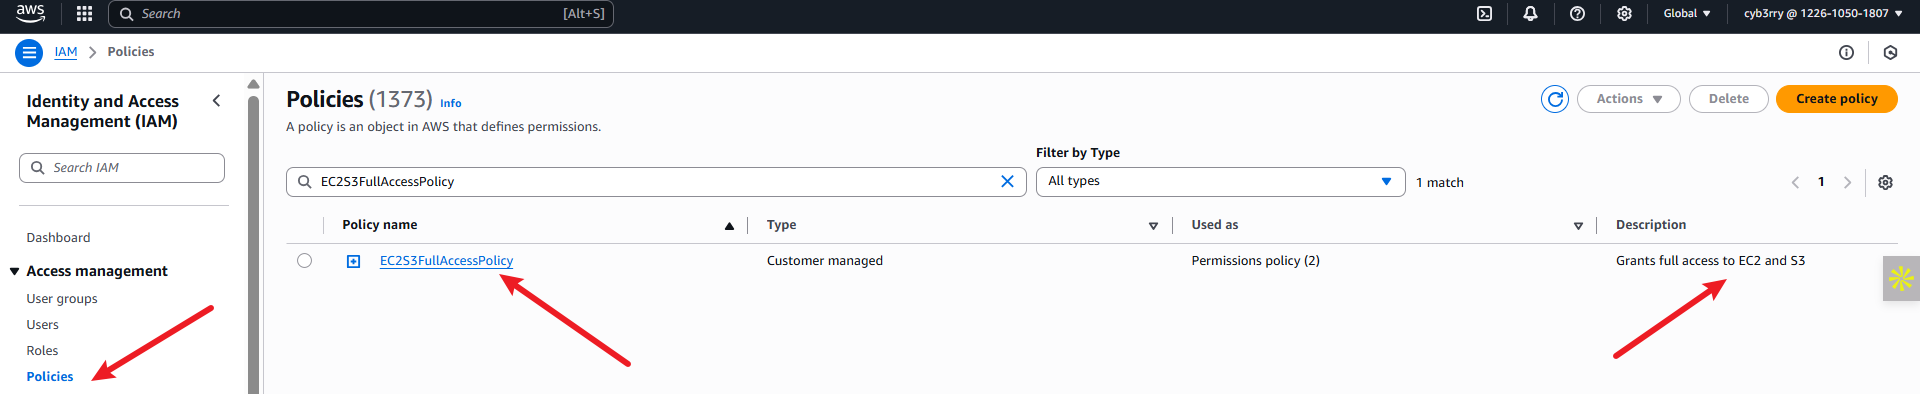 aws
Search
[Alt+S]
Global
cyb3rry @ 1226-1050-1807
IAM
Policies
Identity and Access
Management (IAM)
Search IAM
Dashboard
Access management
User groups
Users
Roles
Policies
Policies (1373) Info
A policy is an object in AWS that defines permissions.
Actions
Delete
Create policy
Filter by Type
EC2S3FullAccessPolicy
All types
1 match
1
Policy name
Type
Used as
Description
EC2S3FullAccessPolicy
Customer managed
Permissions policy (2)
Grants full access to EC2 and S3